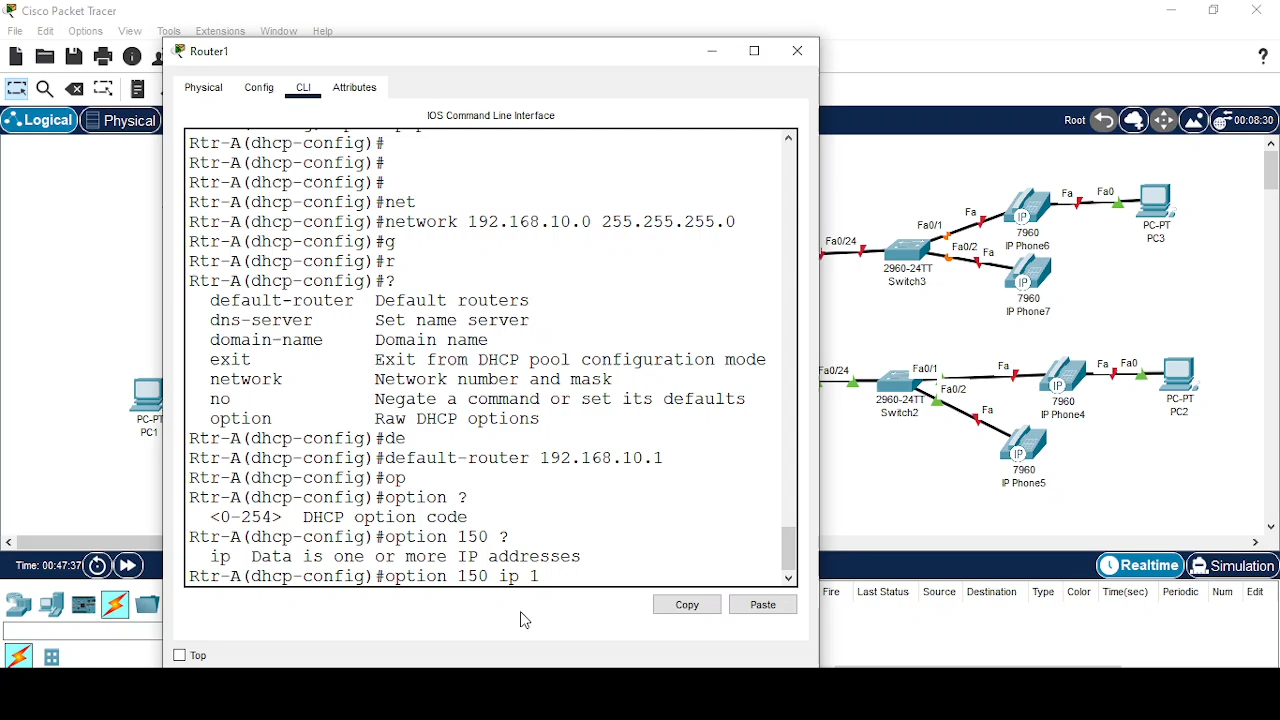 Cisco Packet Tracer
File Edit Options View Tools Extensions Window Help
Router1
?
Physical Config CLI Attributes
Logical Physical
Root 00:08:30
IOS Command Line Interface
Rtr-A(dhcp-config)#
Rtr-A(dhcp-config)#
Rtr-A(dhcp-config)#
Rtr-A(dhcp-config)#net
Rtr-A(dhcp-config)#network 192.168.10.0 255.255.255.0
Rtr-A(dhcp-config)#g
Rtr-A(dhcp-config)#r
Rtr-A(dhcp-config)#?
default-router Default routers
dns-server Set name server
domain-name Domain name
exit Exit from DHCP pool configuration mode
network Network number and mask
no Negate a command or set its defaults
option Raw DHCP options
Rtr-A(dhcp-config)#de
Rtr-A(dhcp-config)#default-router 192.168.10.1
Rtr-A(dhcp-config)#op
Rtr-A(dhcp-config)#option ?
<0-254> DHCP option code
Rtr-A(dhcp-config)#option 150 ?
ip Data is one or more IP addresses
Rtr-A(dhcp-config)#option 150 ip 1
Copy Paste
Top
PC-PT
PC1
Fa Fa0
Fa
Fa0/1
IP
7960
IP Phone6
PC-PT
PC3
Fa0/24
Fa0/2 Fa
2960-24TT
Switch3
IP
7960
IP Phone7
Fa0/24 Fa0/1 Fa
Fa Fa0
Fa0/2
2960-24TT
Switch2
Fa
IP
7960
IP Phone4
PC-PT
PC2
IP
7960
IP Phone5
Time: 00:47:37
Realtime Simulation
Fire Last Status Source Destination Type Color Time(sec) Periodic Num Edit